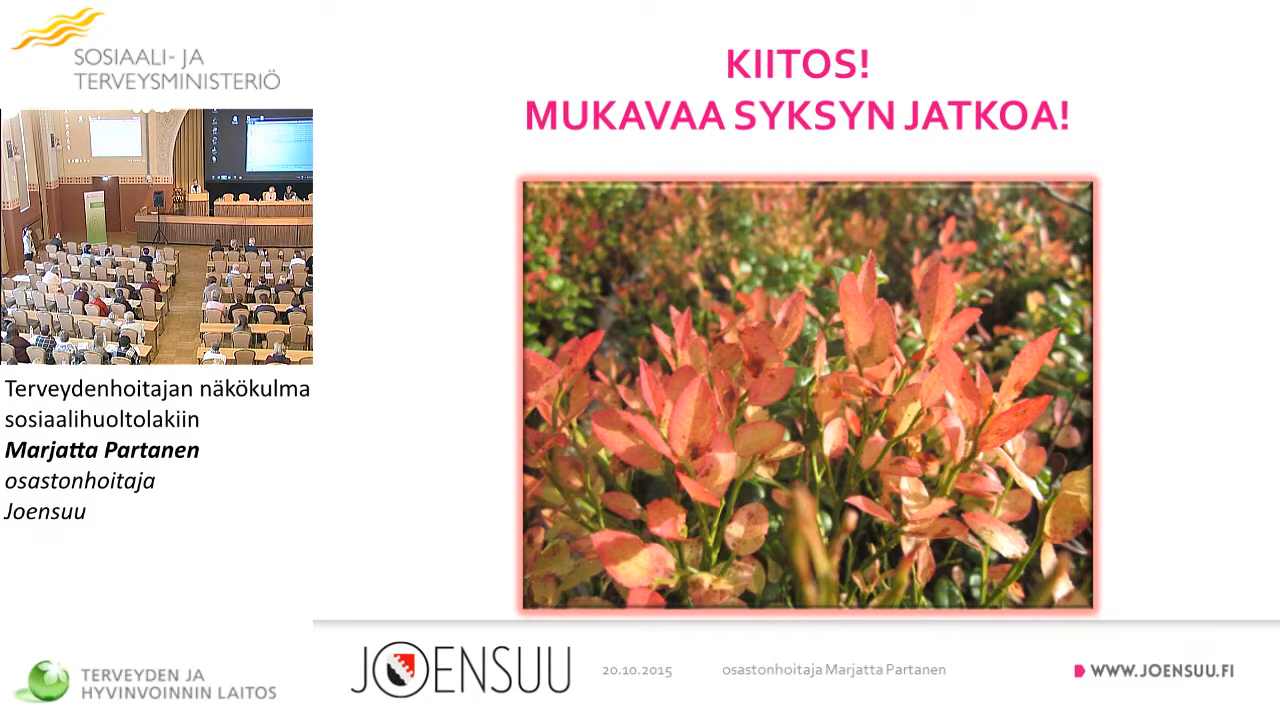 SOSIAALI- JA
TERVEYSMINISTERIÖ
KIITOS!
MUKAVAA SYKSYN JATKOA!
Terveydenhoitajan näkökulma
sosiaalihuoltolakiin
Marjatta Partanen
osastonhoitaja
Joensuu
TERVEYDEN JA
HYVINVOINNIN LAITOS
JOENSUU
20.10.2015
osastonhoitaja Marjatta Partanen
WWW.JOENSUU.FI